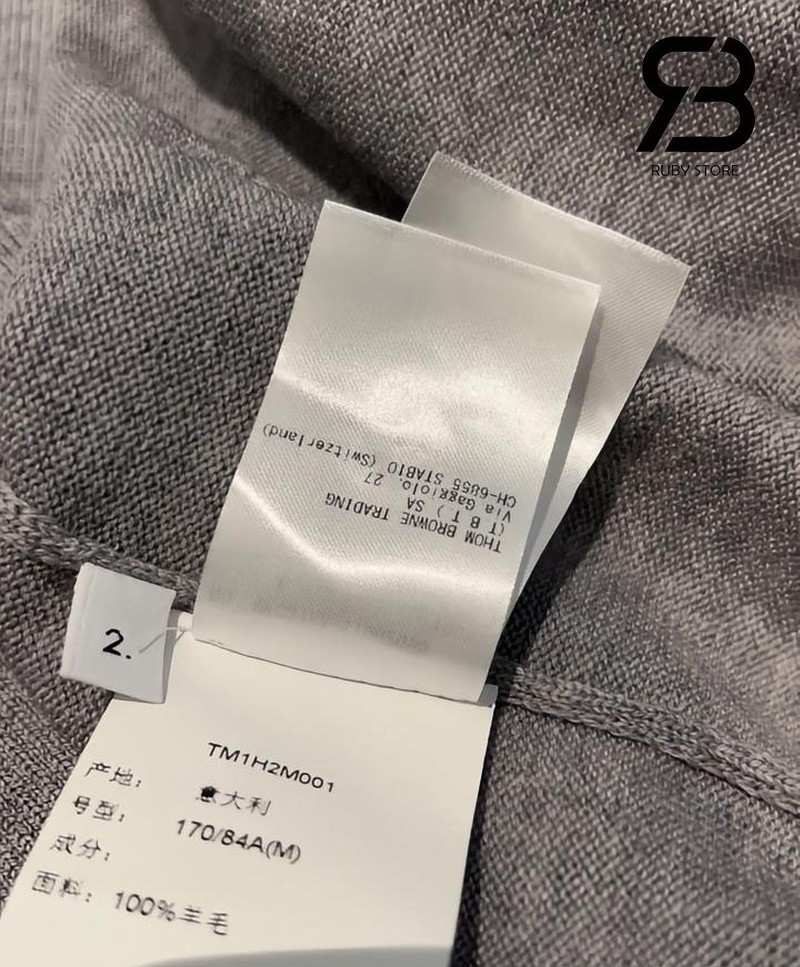 RUBY STORE
THOM BROWNE TRADING
(T B T ) SA
Via Gaggiolo, 27
CH-6855 STABIO (Switzerland)
2.
TM1H2M001
产地: 意大利
号型: 170/84A(M)
成分:
面料: 100%羊毛